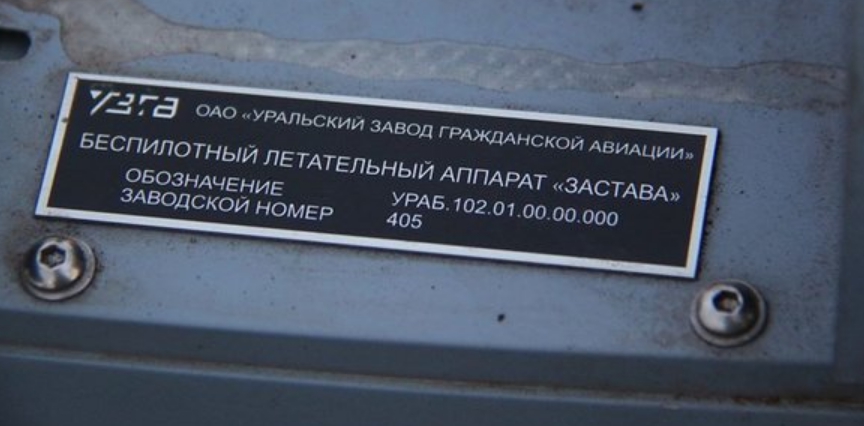 УЗГА ОАО «УРАЛЬСКИЙ ЗАВОД ГРАЖДАНСКОЙ АВИАЦИИ»
БЕСПИЛОТНЫЙ ЛЕТАТЕЛЬНЫЙ АППАРАТ «ЗАСТАВА»
ОБОЗНАЧЕНИЕ УРАБ.102.01.00.00.000
ЗАВОДСКОЙ НОМЕР 405